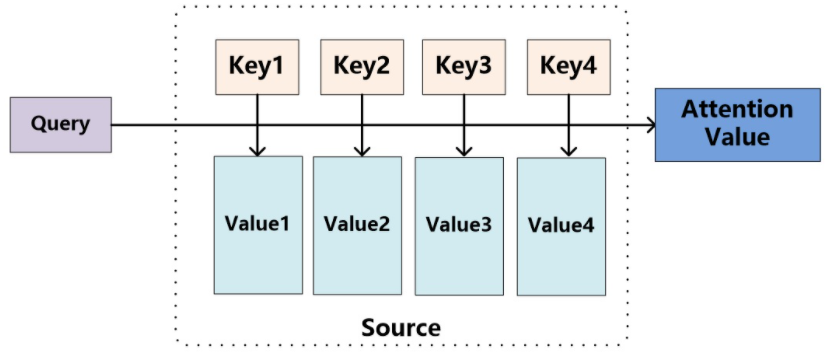 Key1 Key2 Key3 Key4
Query
Attention
Value
Value1 Value2 Value3 Value4
Source